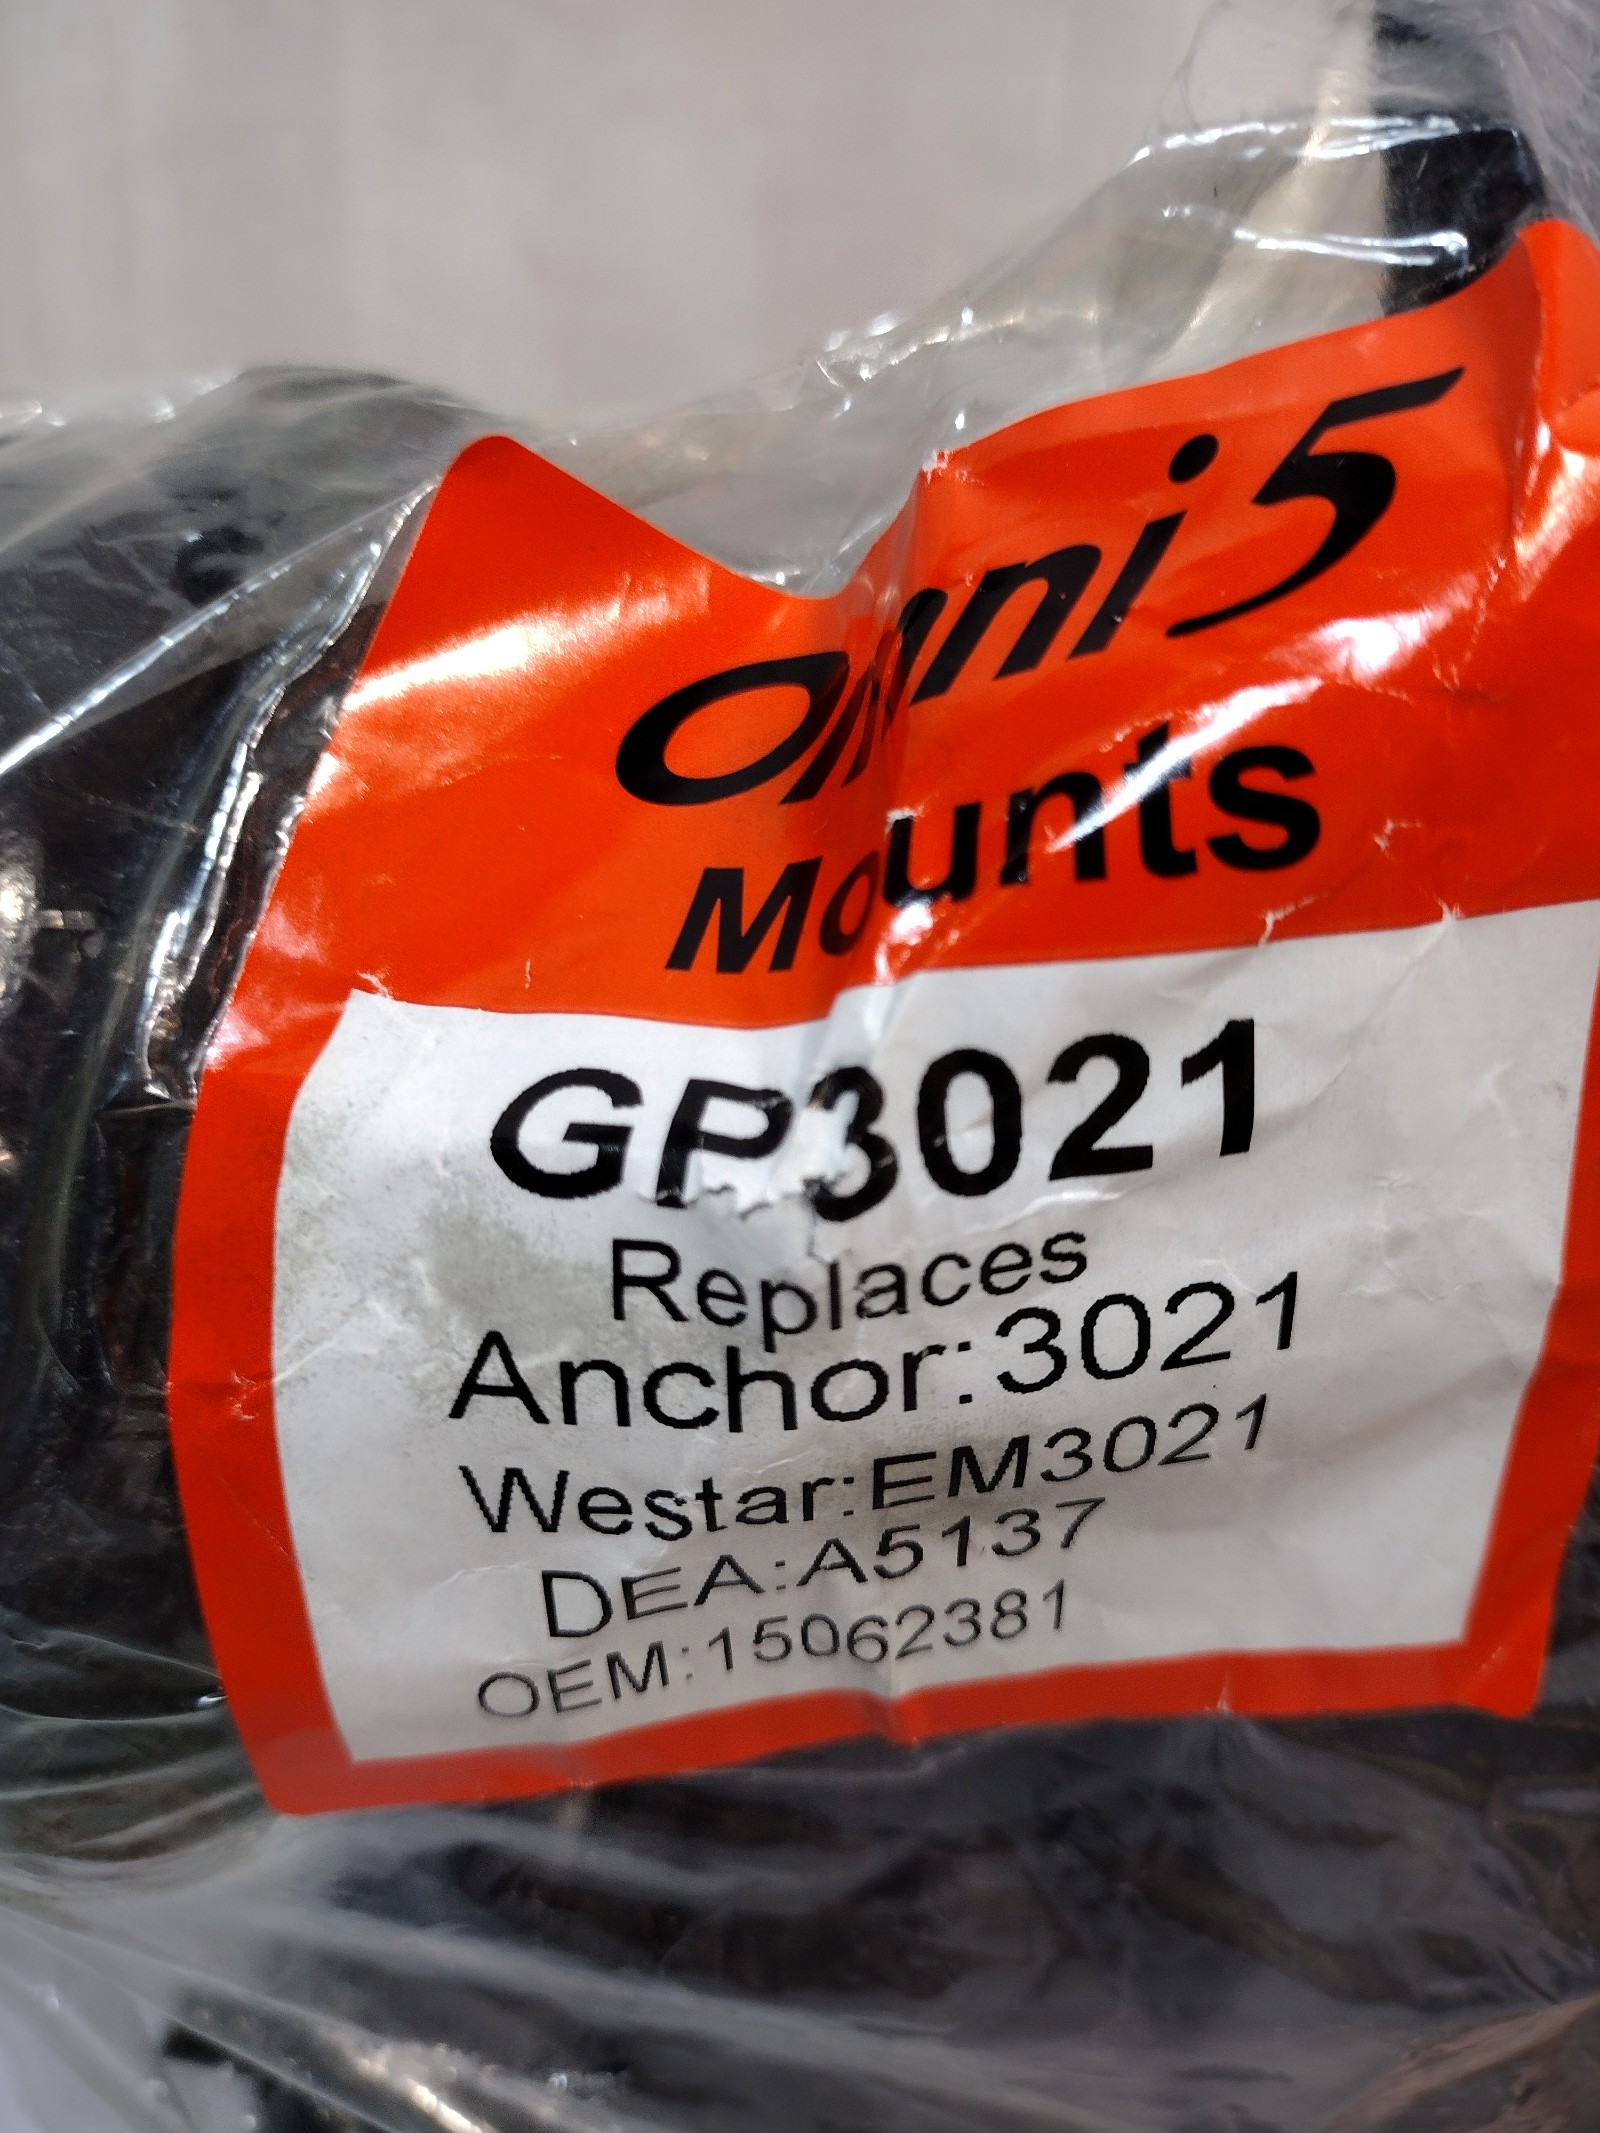 Omni5
Mounts
GP3021
Replaces
Anchor:3021
Westar:EM3021
DEA:A5137
OEM:15062381